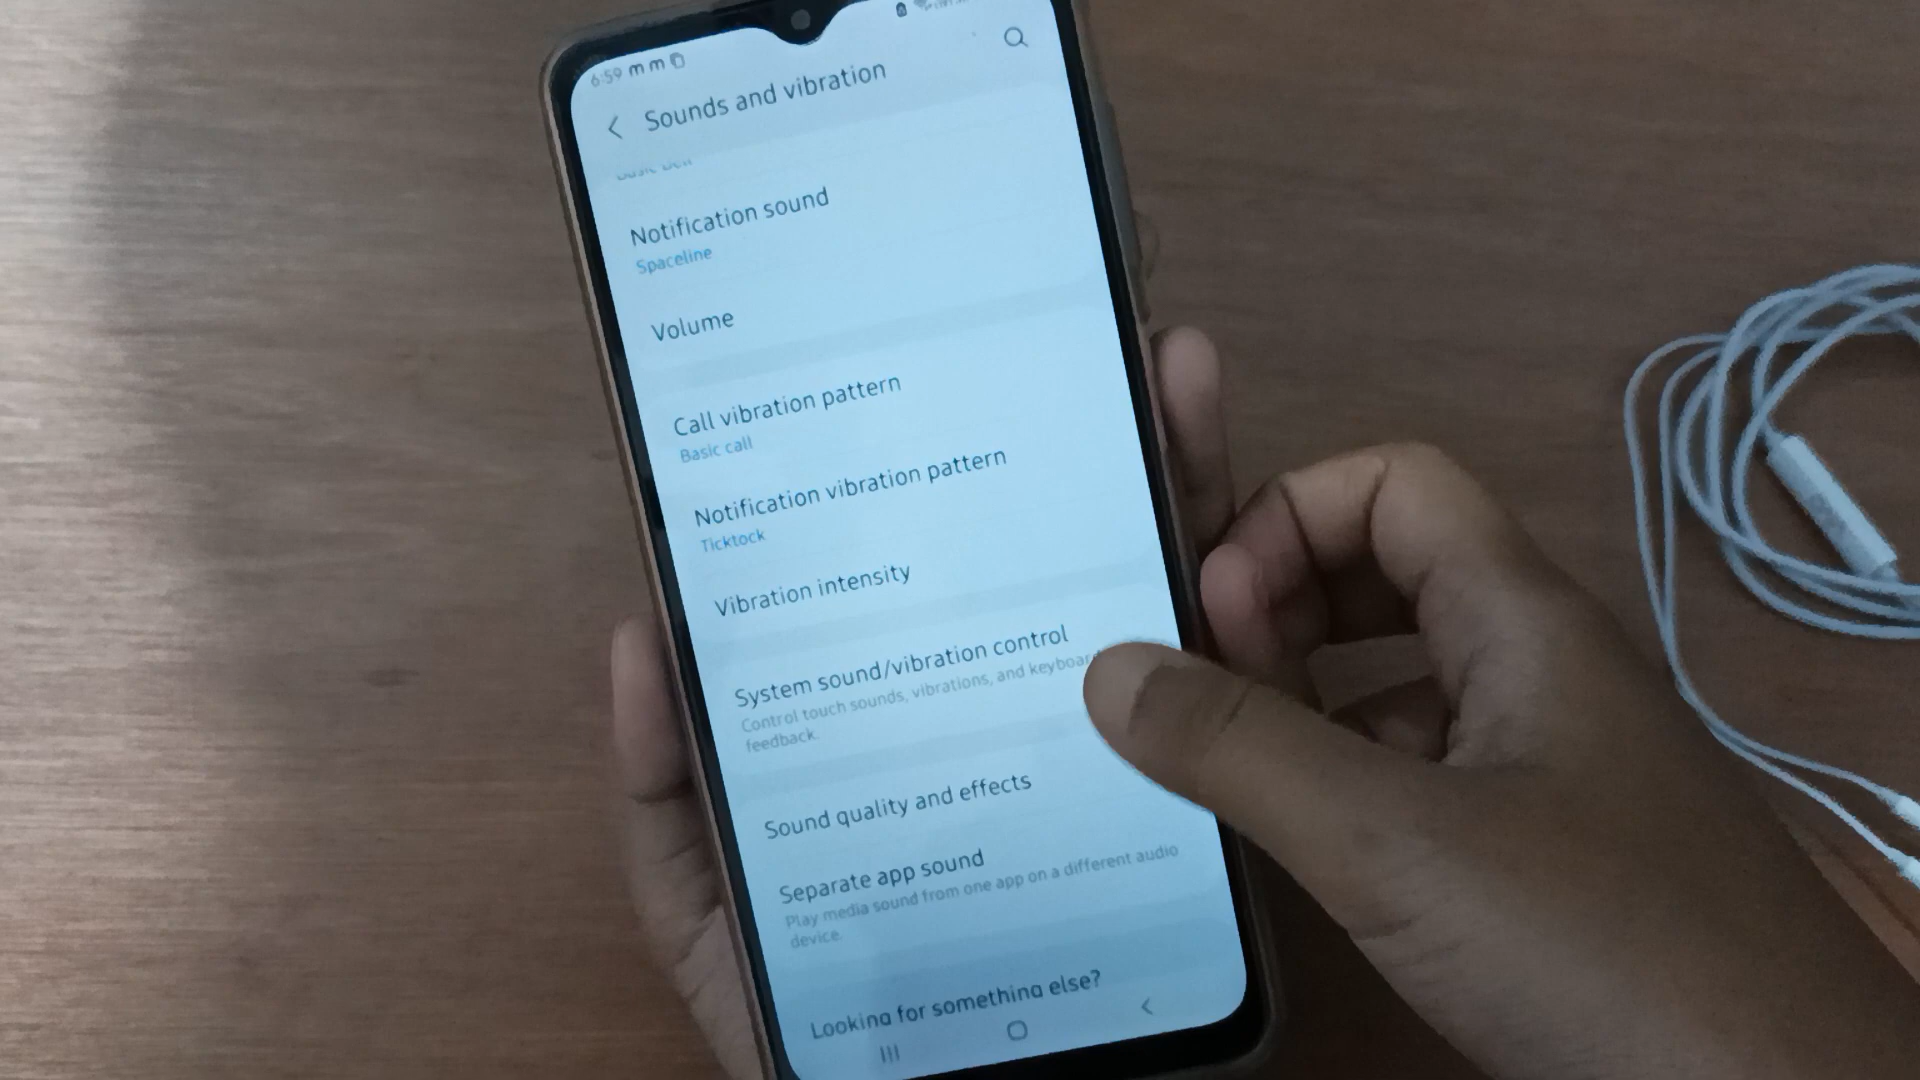 6:59
Sounds and vibration
Notification sound
Spaceline
Volume
Call vibration pattern
Basic call
Notification vibration pattern
Ticktock
Vibration intensity
System sound/vibration control
Control touch sounds, vibrations, and keyboard
feedback.
Sound quality and effects
Separate app sound
Play media sound from one app on a different audio
device.
Looking for something else?